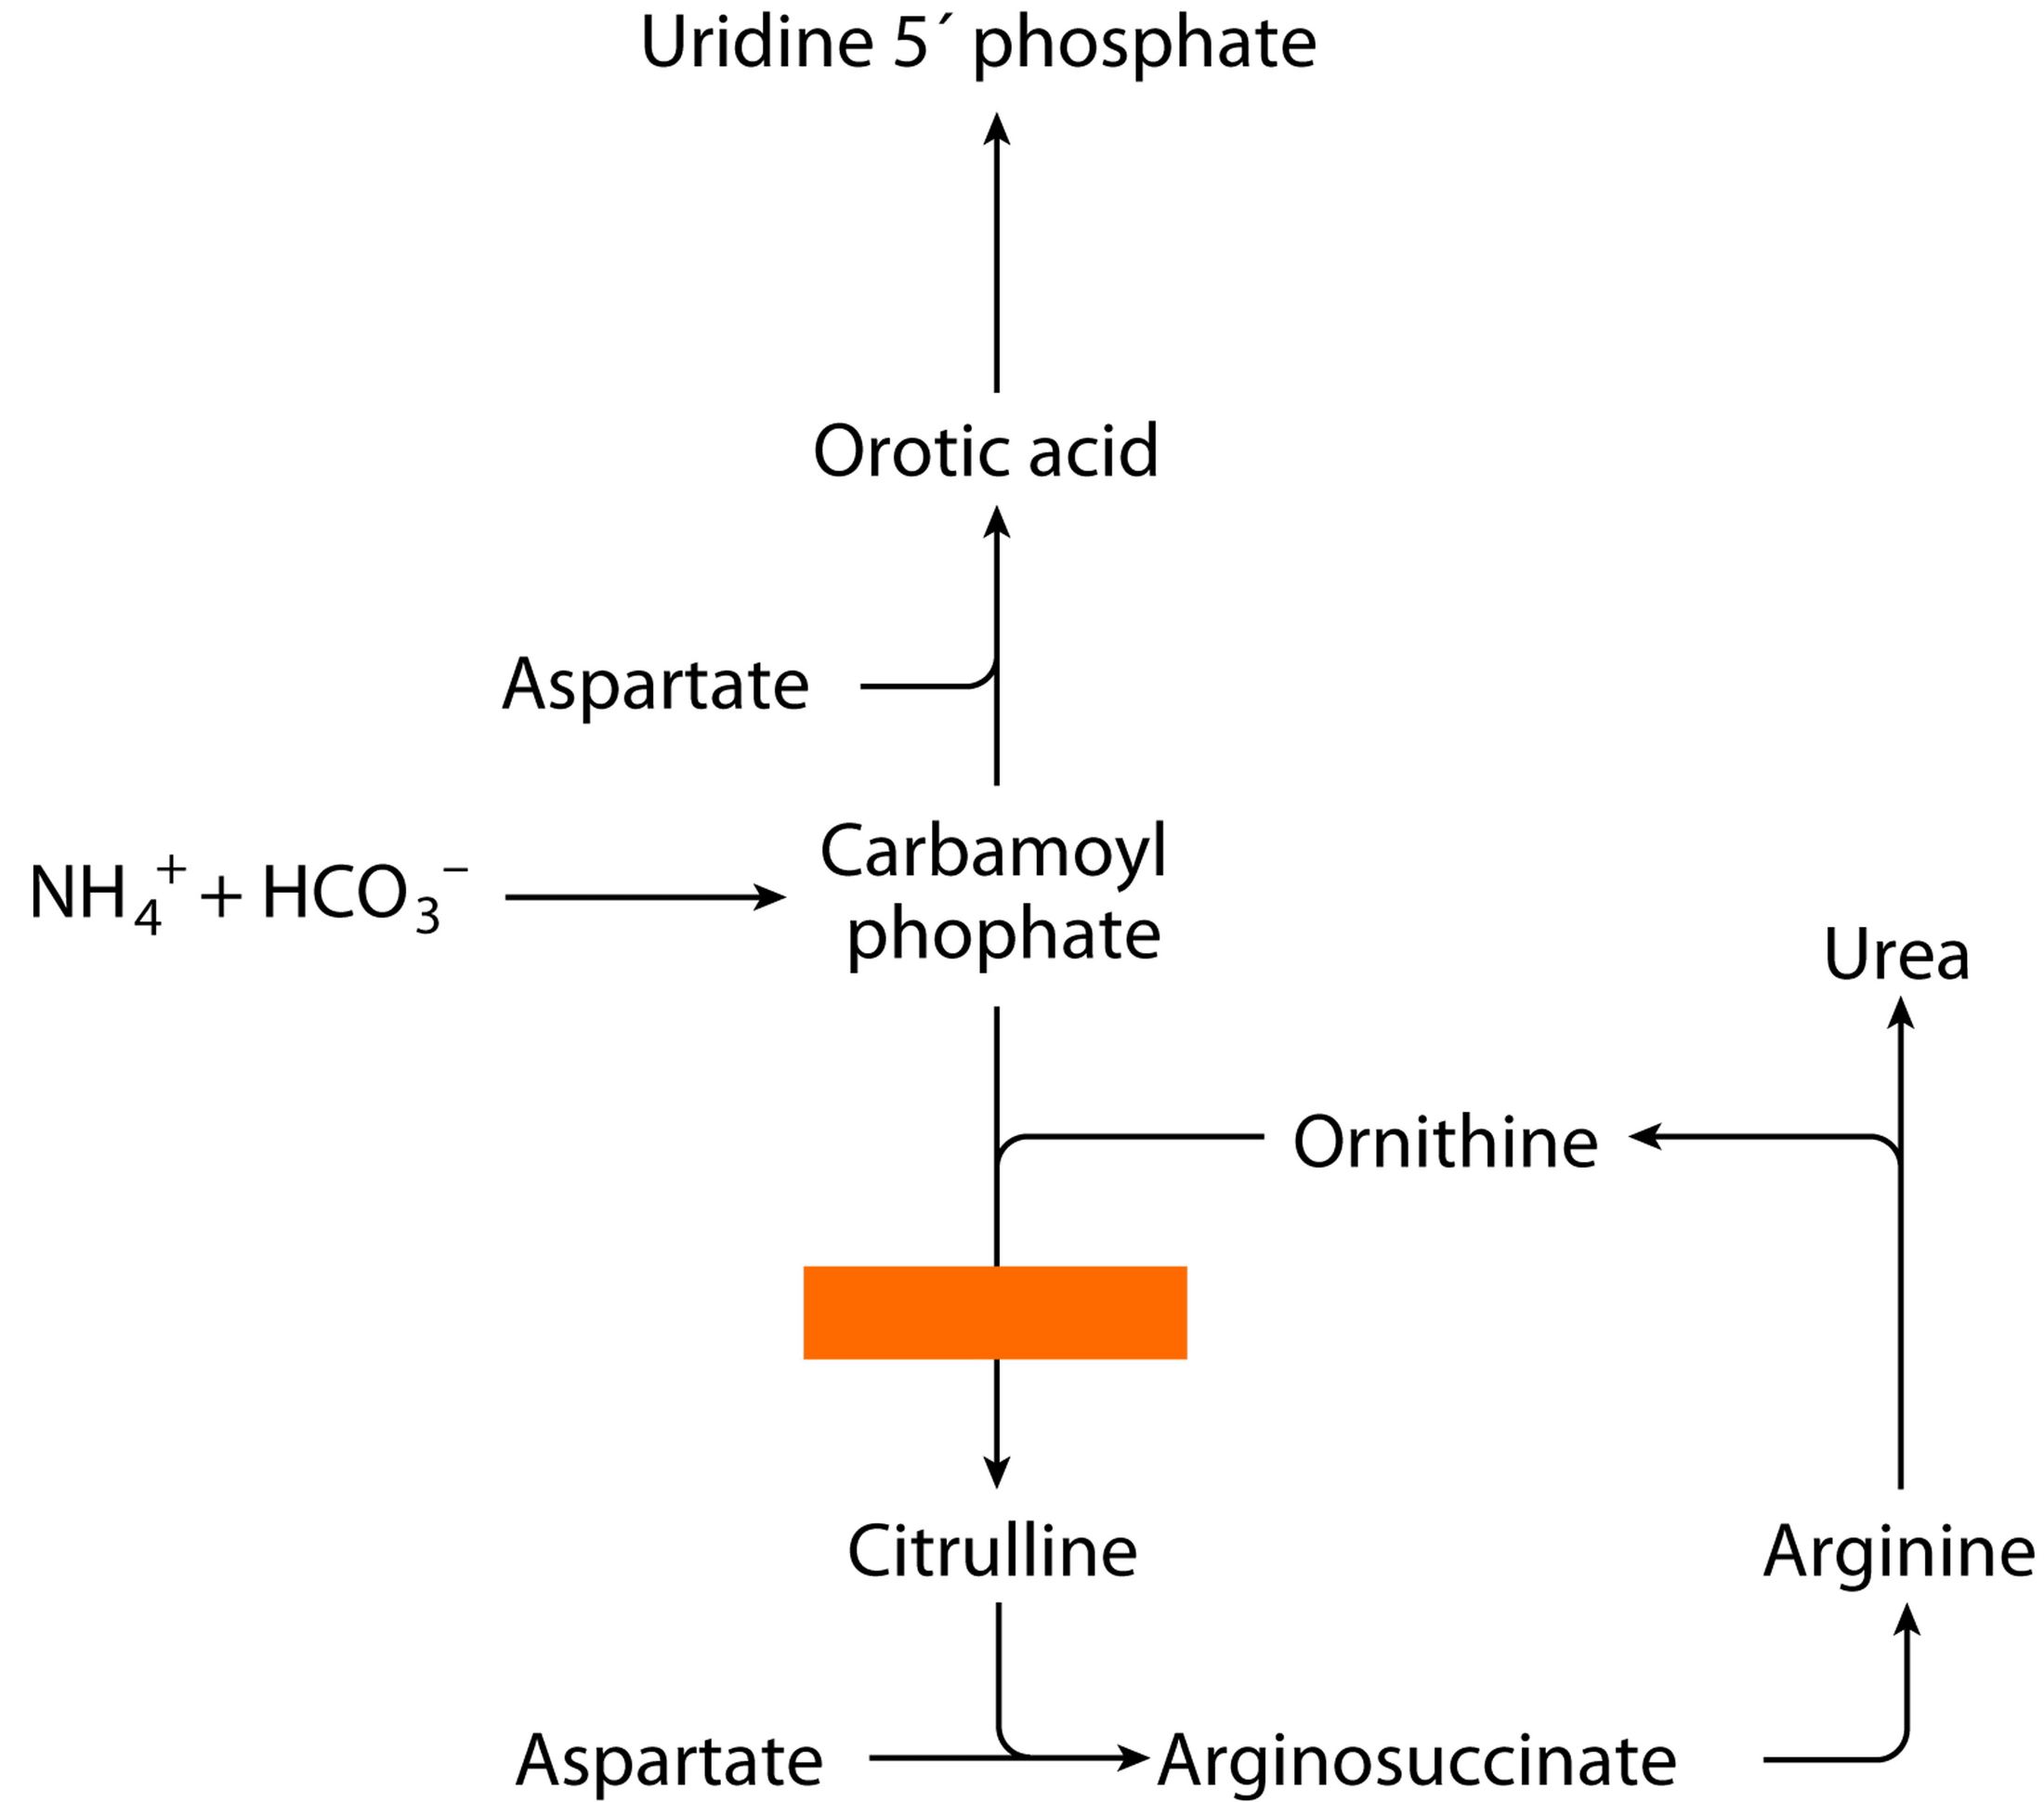 Uridine 5´ phosphate
Orotic acid
Aspartate
NH₄⁺ + HCO₃⁻
Carbamoyl
phophate
Urea
Ornithine
Citrulline
Arginine
Aspartate
Arginosuccinate